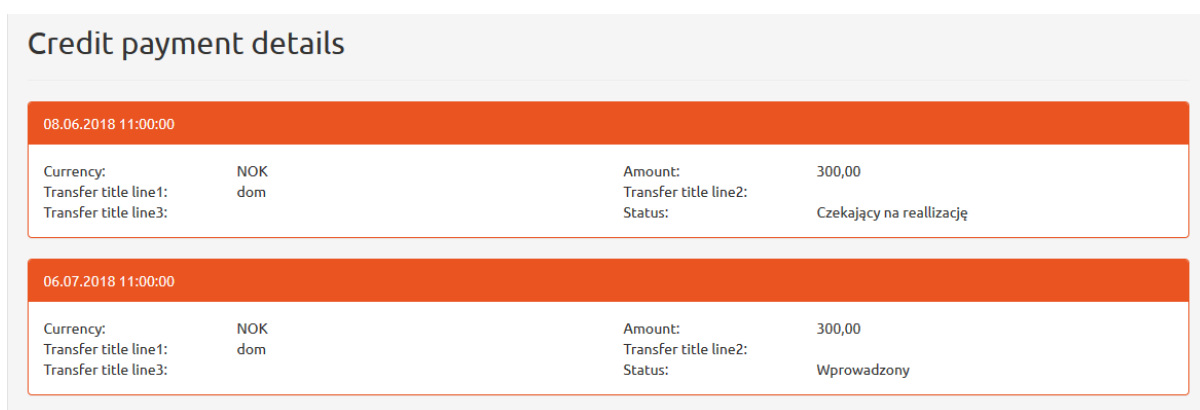 Credit payment details
08.06.2018 11:00:00
Currency: NOK Amount: 300,00
Transfer title line1: dom Transfer title line2:
Transfer title line3: Status: Czekający na reallizację
06.07.2018 11:00:00
Currency: NOK Amount: 300,00
Transfer title line1: dom Transfer title line2:
Transfer title line3: Status: Wprowadzony